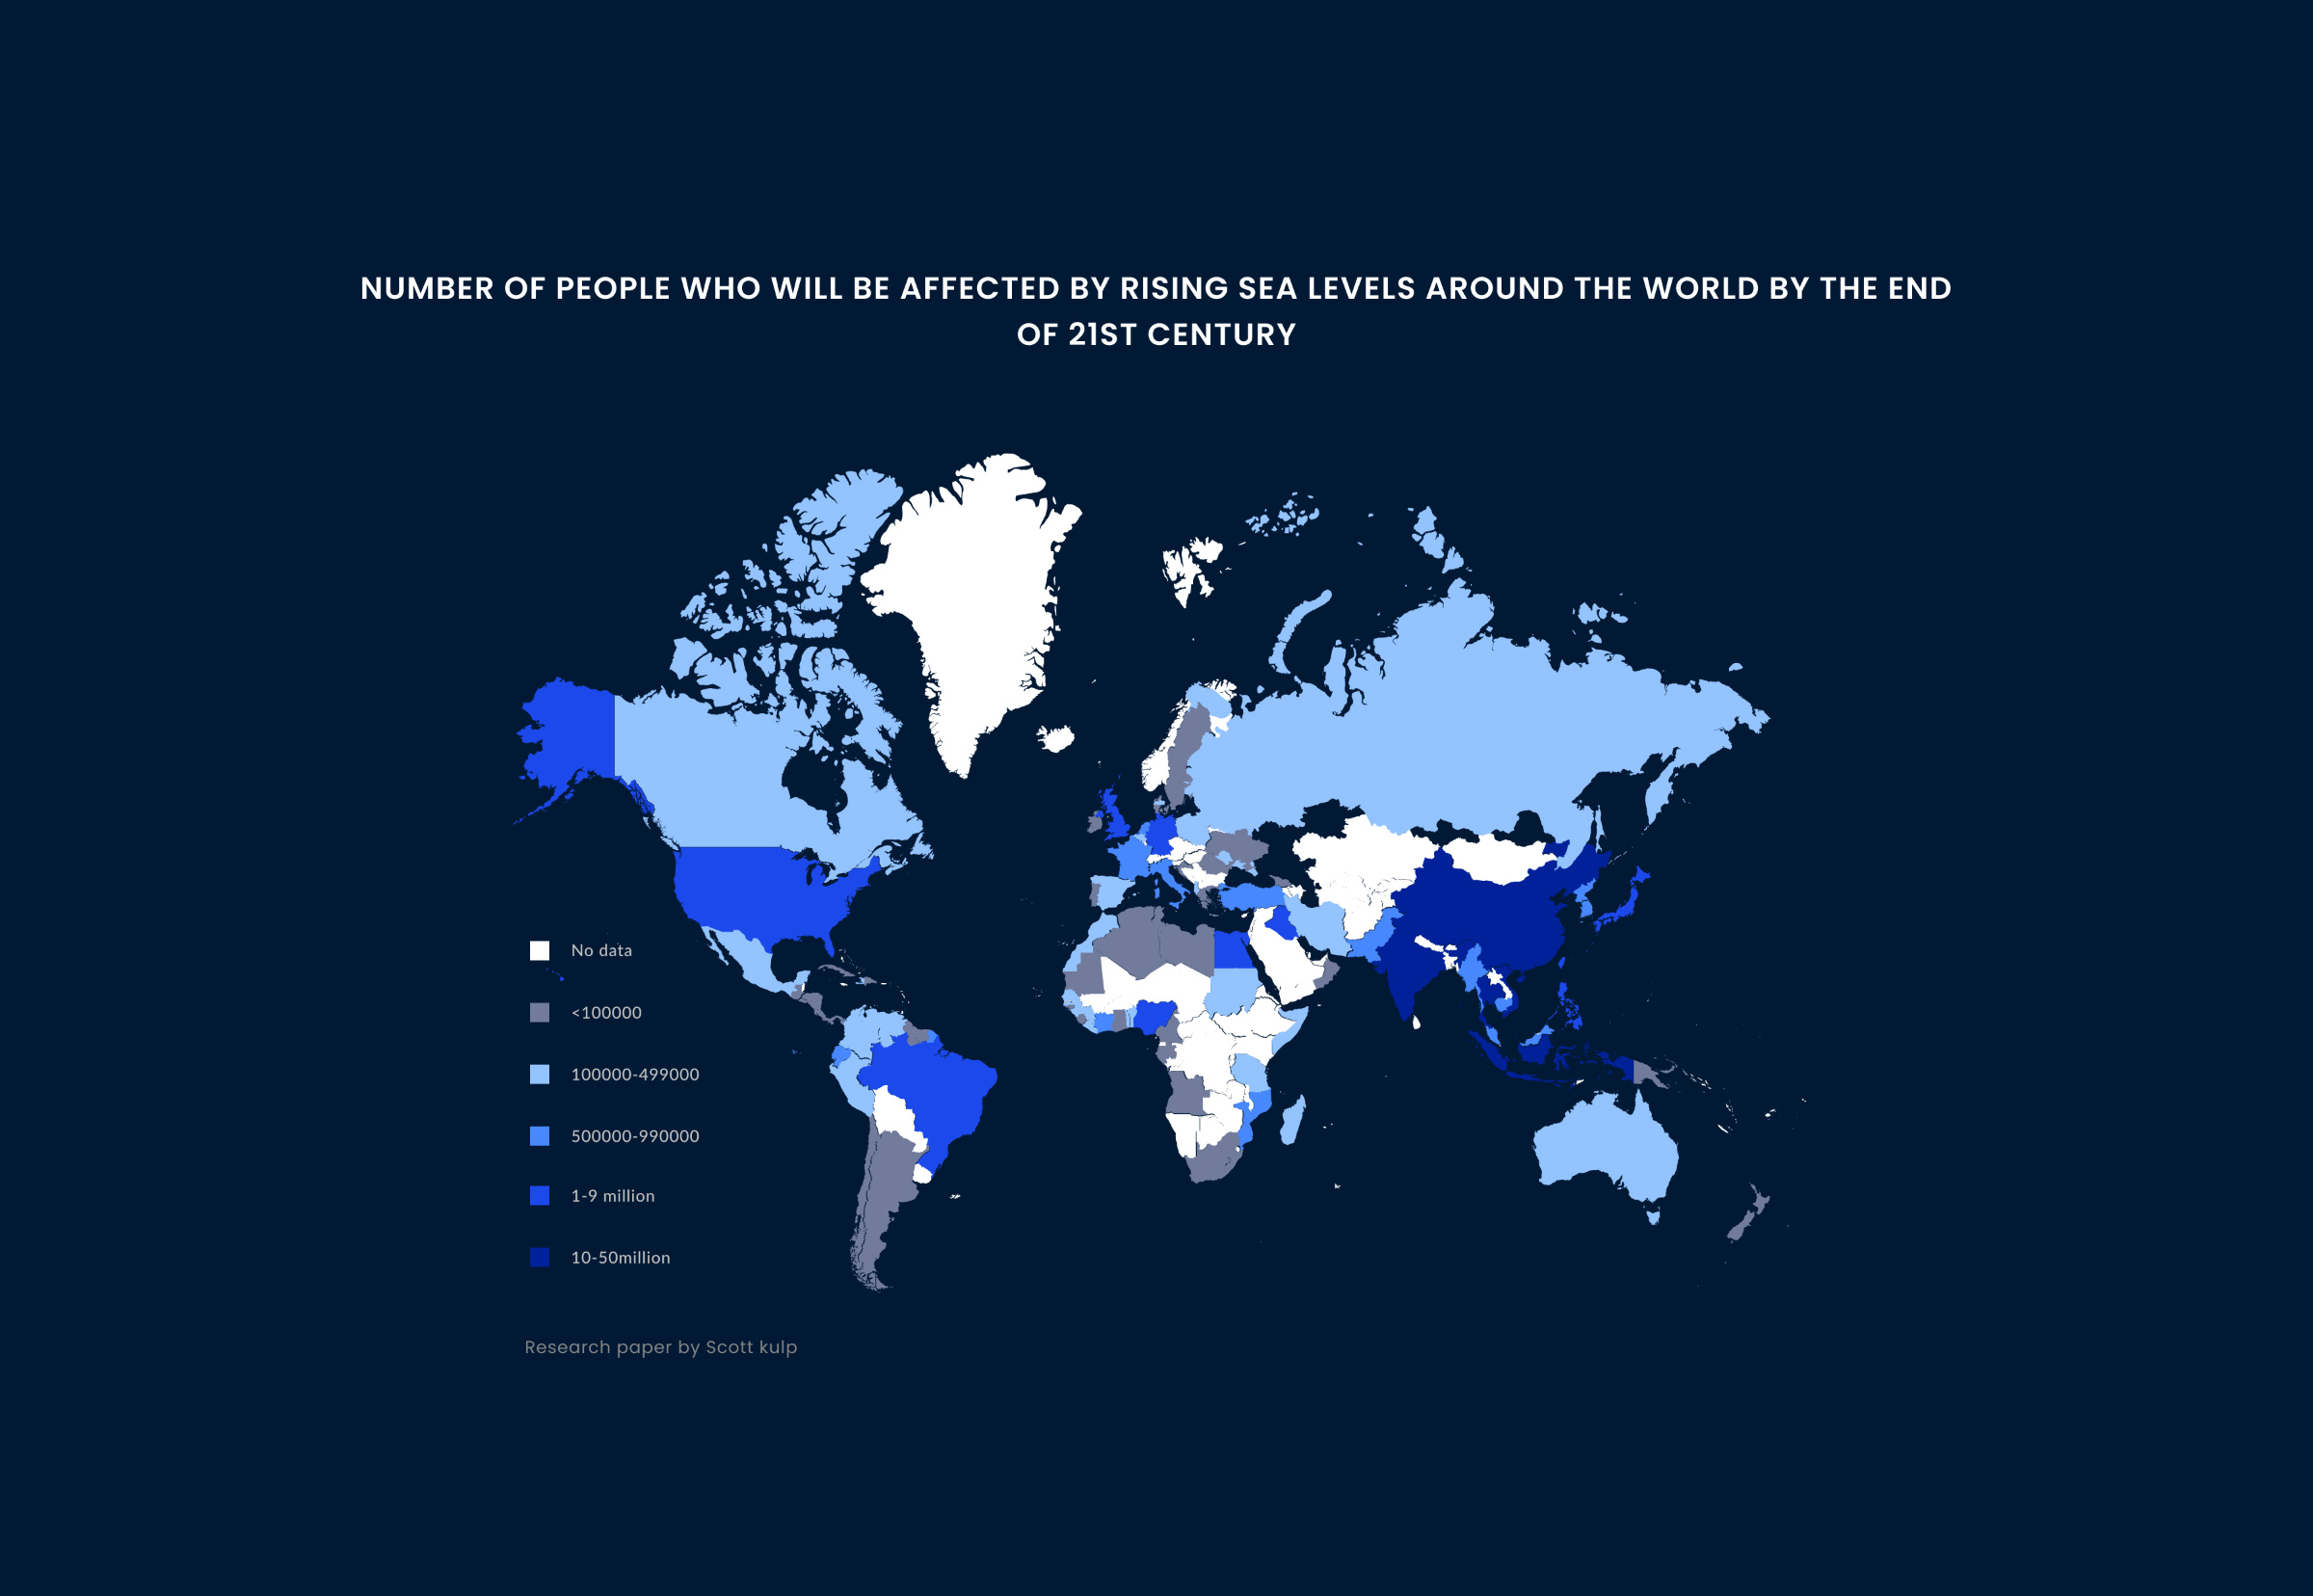 NUMBER OF PEOPLE WHO WILL BE AFFECTED BY RISING SEA LEVELS AROUND THE WORLD BY THE END
OF 21ST CENTURY
No data
<100000
100000-499000
500000-990000
1-9 million
10-50million
Research paper by Scott kulp